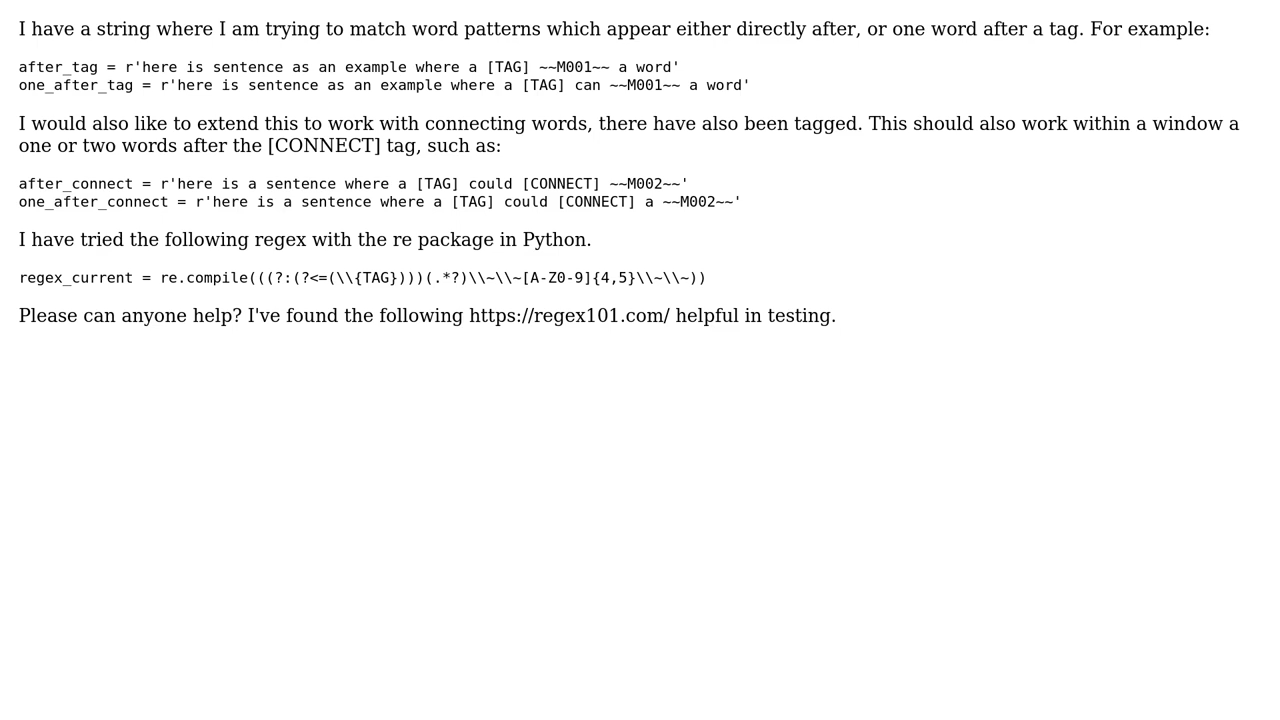 I have a string where I am trying to match word patterns which appear either directly after, or one word after a tag. For example:
after_tag = r'here is sentence as an example where a [TAG] ~~M001~~ a word'
one_after_tag = r'here is sentence as an example where a [TAG] can ~~M001~~ a word'
I would also like to extend this to work with connecting words, there have also been tagged. This should also work within a window a
one or two words after the [CONNECT] tag, such as:
after_connect = r'here is a sentence where a [TAG] could [CONNECT] ~~M002~~'
one_after_connect = r'here is a sentence where a [TAG] could [CONNECT] a ~~M002~~'
I have tried the following regex with the re package in Python.
regex_current = re.compile(((?:(?<=(\\{TAG})))(.*?)\\~\\~[A-Z0-9]{4,5}\\~\\~))
Please can anyone help? I've found the following https://regex101.com/ helpful in testing.